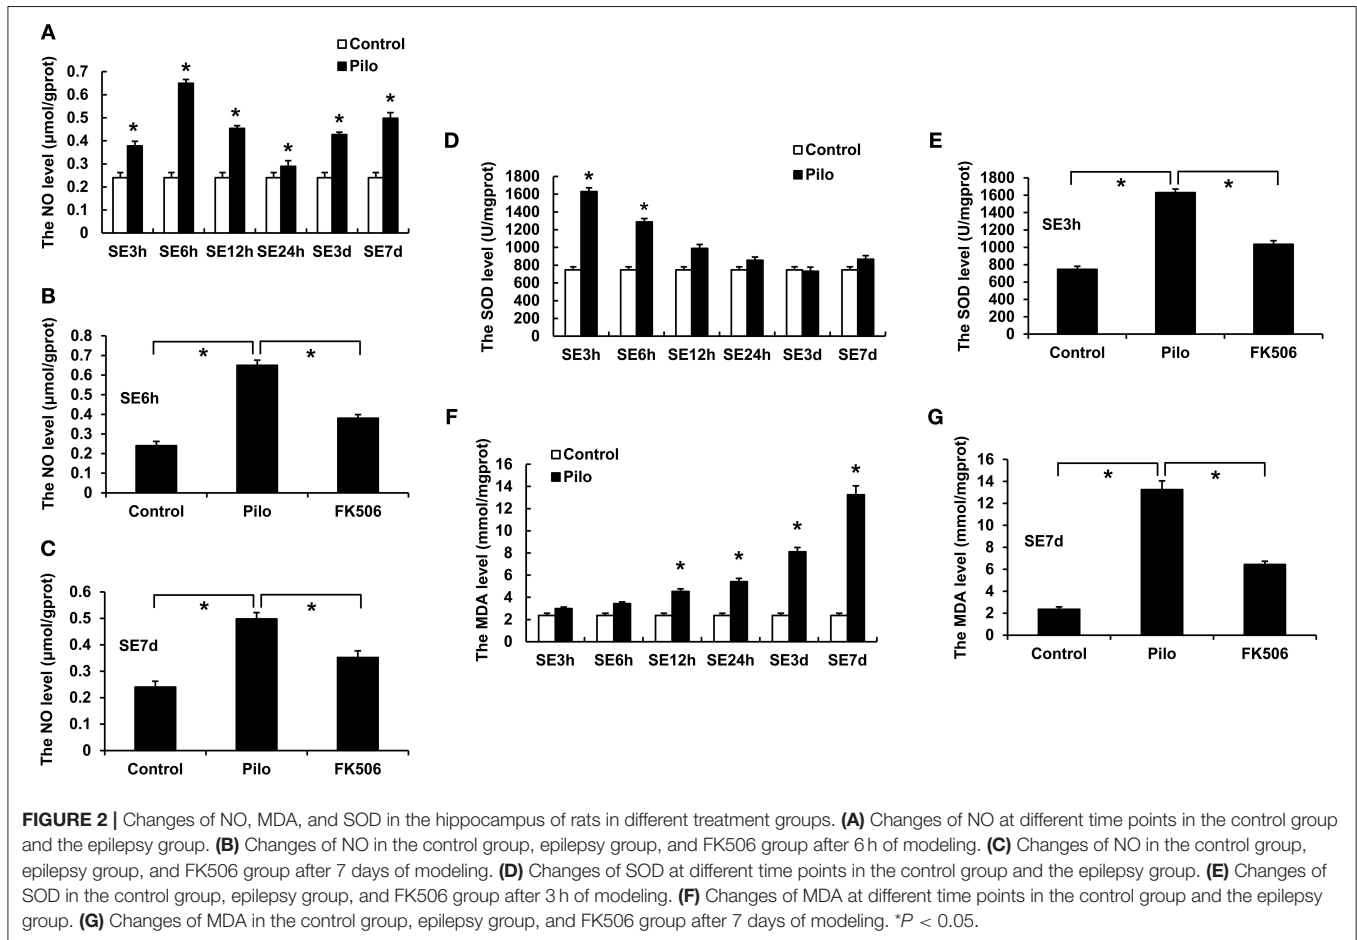 A
Control
Pilo
The NO level (μmol/gprot)
0.7
*
0.6
0.5
*
*
*
0.4
*
0.3
*
0.2
0.1
0
SE3h SE6h SE12h SE24h SE3d SE7d
B
The NO level (μmol/gprot)
0.8
0.7
*
*
0.6
0.5
SE6h
0.4
0.3
0.2
0.1
0
Control Pilo FK506
C
The NO level (μmol/gprot)
0.6
*
*
0.5
SE7d
0.4
0.3
0.2
0.1
0
Control Pilo FK506
D
Control
Pilo
The SOD level (U/mgprot)
1800
*
1600
1400
*
1200
1000
800
600
400
200
0
SE3h SE6h SE12h SE24h SE3d SE7d
E
The SOD level (U/mgprot)
1800
*
*
1600
1400
SE3h
1200
1000
800
600
400
200
0
Control Pilo FK506
F
Control
Pilo
The MDA level (mmol/mgprot)
16
*
14
12
10
*
8
*
*
6
4
2
0
SE3h SE6h SE12h SE24h SE3d SE7d
G
The MDA level (mmol/mgprot)
16
*
*
14
12
10
SE7d
8
6
4
2
0
Control Pilo FK506
FIGURE 2 | Changes of NO, MDA, and SOD in the hippocampus of rats in different treatment groups. (A) Changes of NO at different time points in the control group
and the epilepsy group. (B) Changes of NO in the control group, epilepsy group, and FK506 group after 6 h of modeling. (C) Changes of NO in the control group,
epilepsy group, and FK506 group after 7 days of modeling. (D) Changes of SOD at different time points in the control group and the epilepsy group. (E) Changes of
SOD in the control group, epilepsy group, and FK506 group after 3 h of modeling. (F) Changes of MDA at different time points in the control group and the epilepsy
group. (G) Changes of MDA in the control group, epilepsy group, and FK506 group after 7 days of modeling. *P < 0.05.